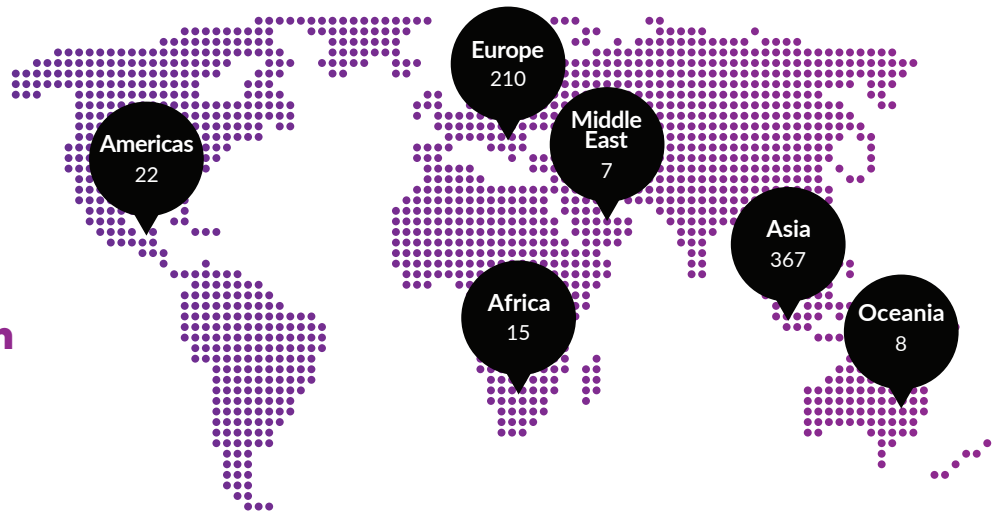 Europe
210
Middle
East
7
Americas
22
Asia
367
Africa
15
Oceania
8
n